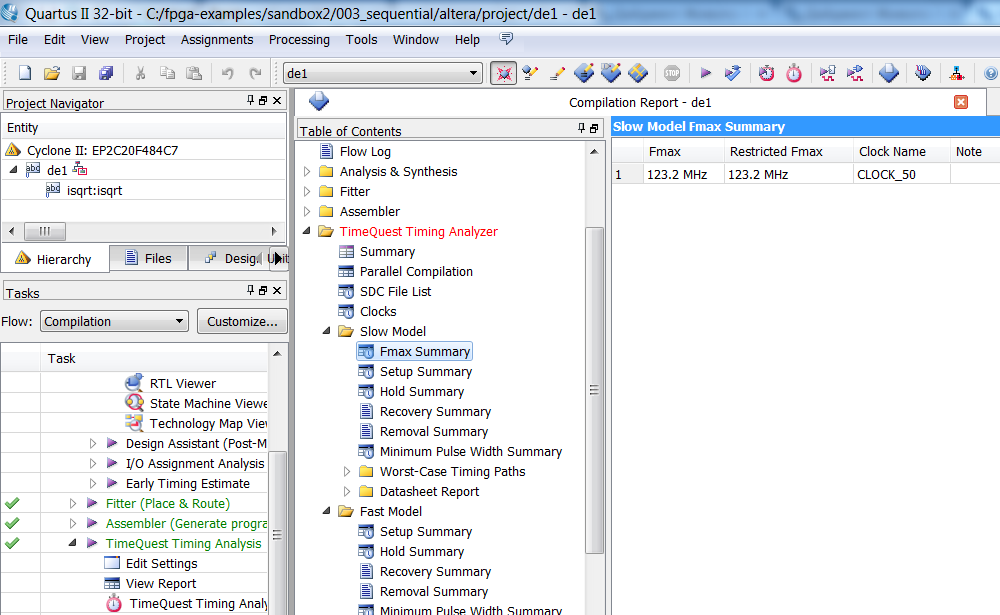 Quartus II 32-bit - C:/fpga-examples/sandbox2/003_sequential/altera/project/de1 - de1
File Edit View Project Assignments Processing Tools Window Help
de1
Project Navigator
Entity
Cyclone II: EP2C20F484C7
abd de1
abd isqrt:isqrt
Hierarchy Files Design Unit
Tasks
Flow: Compilation Customize...
Task
RTL Viewer
State Machine Viewe
Technology Map Vie
Design Assistant (Post-M
I/O Assignment Analysis
Early Timing Estimate
Fitter (Place & Route)
Assembler (Generate progra
TimeQuest Timing Analysis
Edit Settings
View Report
TimeQuest Timing Analy
Compilation Report - de1
Table of Contents
Flow Log
Analysis & Synthesis
Fitter
Assembler
TimeQuest Timing Analyzer
Summary
Parallel Compilation
SDC File List
Clocks
Slow Model
Fmax Summary
Setup Summary
Hold Summary
Recovery Summary
Removal Summary
Minimum Pulse Width Summary
Worst-Case Timing Paths
Datasheet Report
Fast Model
Setup Summary
Hold Summary
Recovery Summary
Removal Summary
Minimum Pulse Width Summary
Slow Model Fmax Summary
Fmax Restricted Fmax Clock Name Note
1 123.2 MHz 123.2 MHz CLOCK_50